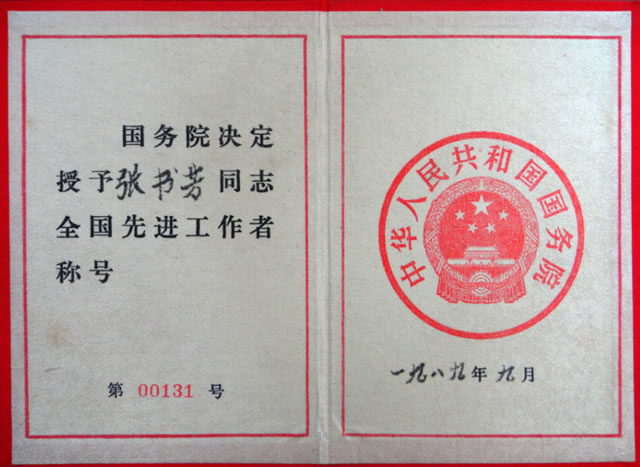 国务院决定
授予张书芳同志
全国先进工作者
称号
第 00131 号
中华人民共和国国务院
一九八九年九月